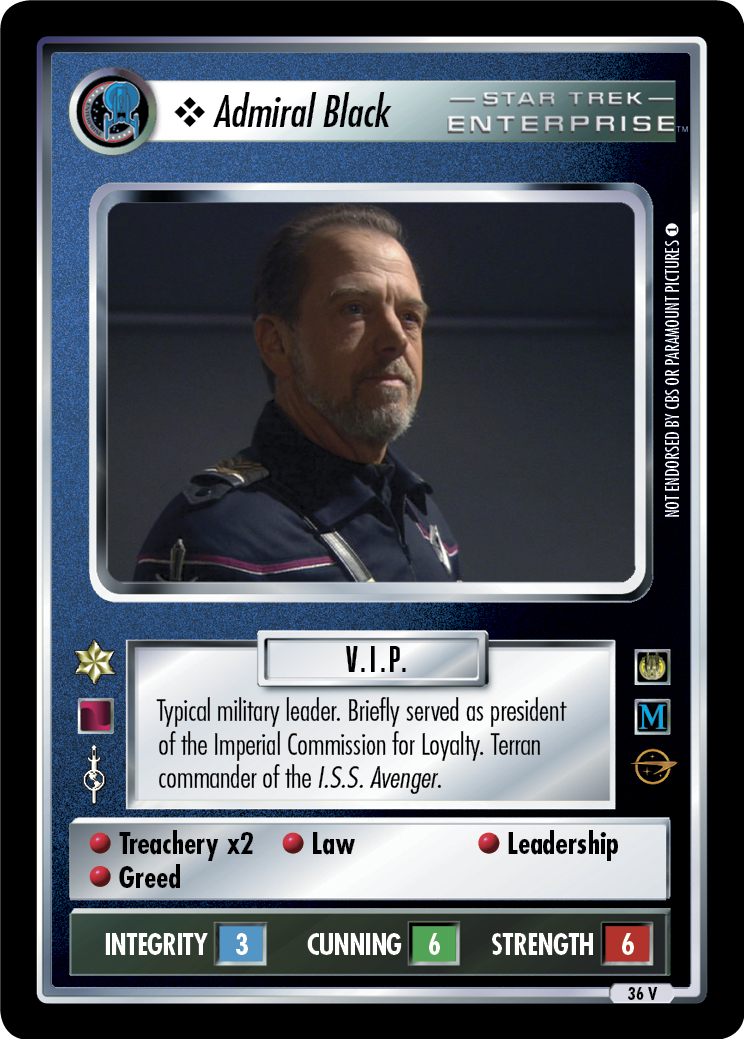 ❖ Admiral Black
STAR TREK
ENTERPRISE™
NOT ENDORSED BY CBS OR PARAMOUNT PICTURES 1
V.I.P.
Typical military leader. Briefly served as president
of the Imperial Commission for Loyalty. Terran
commander of the I.S.S. Avenger.
M
Treachery x2 Law Leadership
Greed
INTEGRITY 3 CUNNING 6 STRENGTH 6
36 V